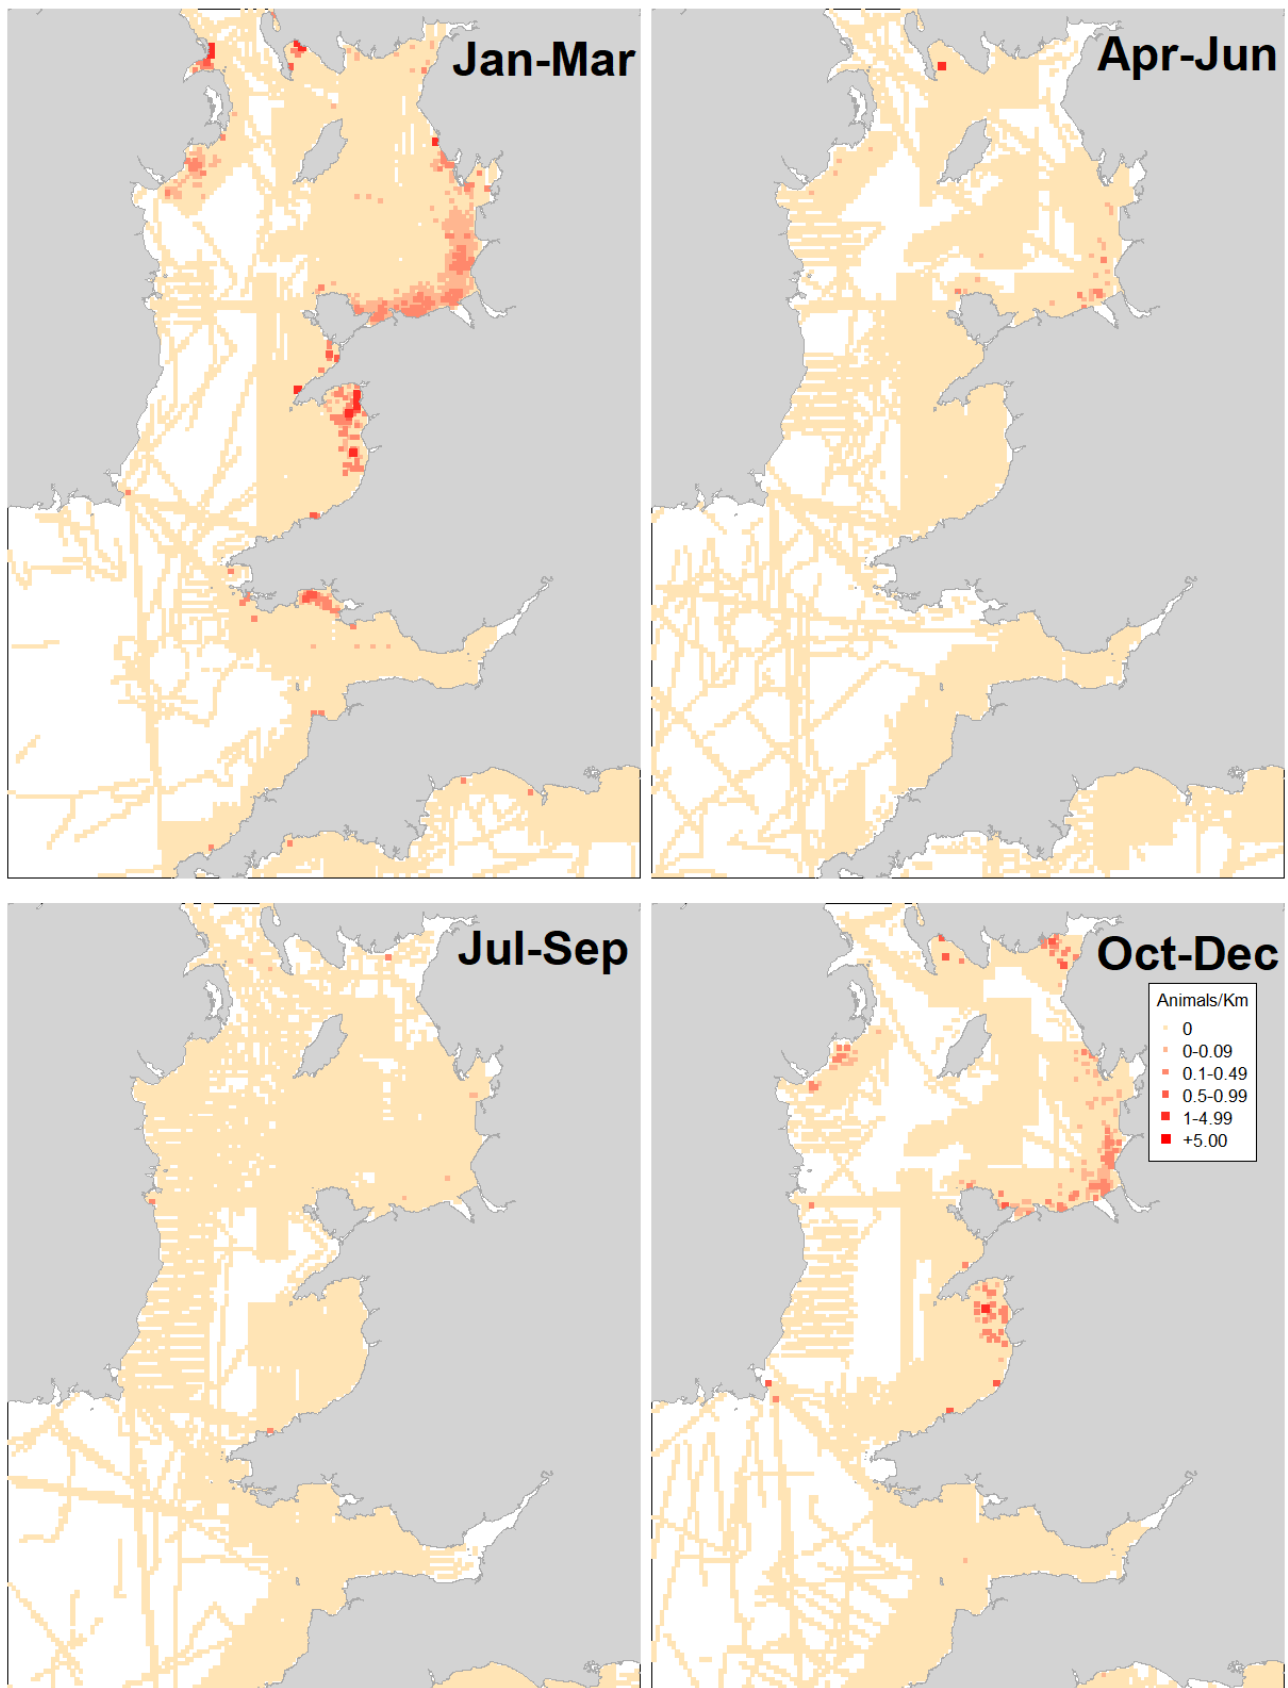 Jan-Mar
Apr-Jun
Jul-Sep
Oct-Dec
Animals/Km
0
0-0.09
0.1-0.49
0.5-0.99
1-4.99
+5.00